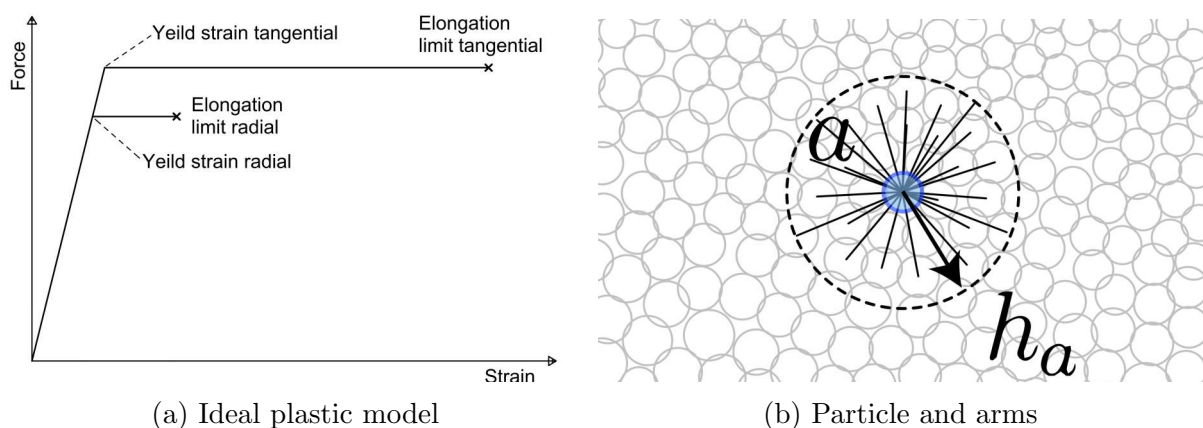 Yeild strain tangential
Elongation
limit tangential
Force
Elongation
limit radial
Yeild strain radial
Strain
a
h_a
(a) Ideal plastic model
(b) Particle and arms